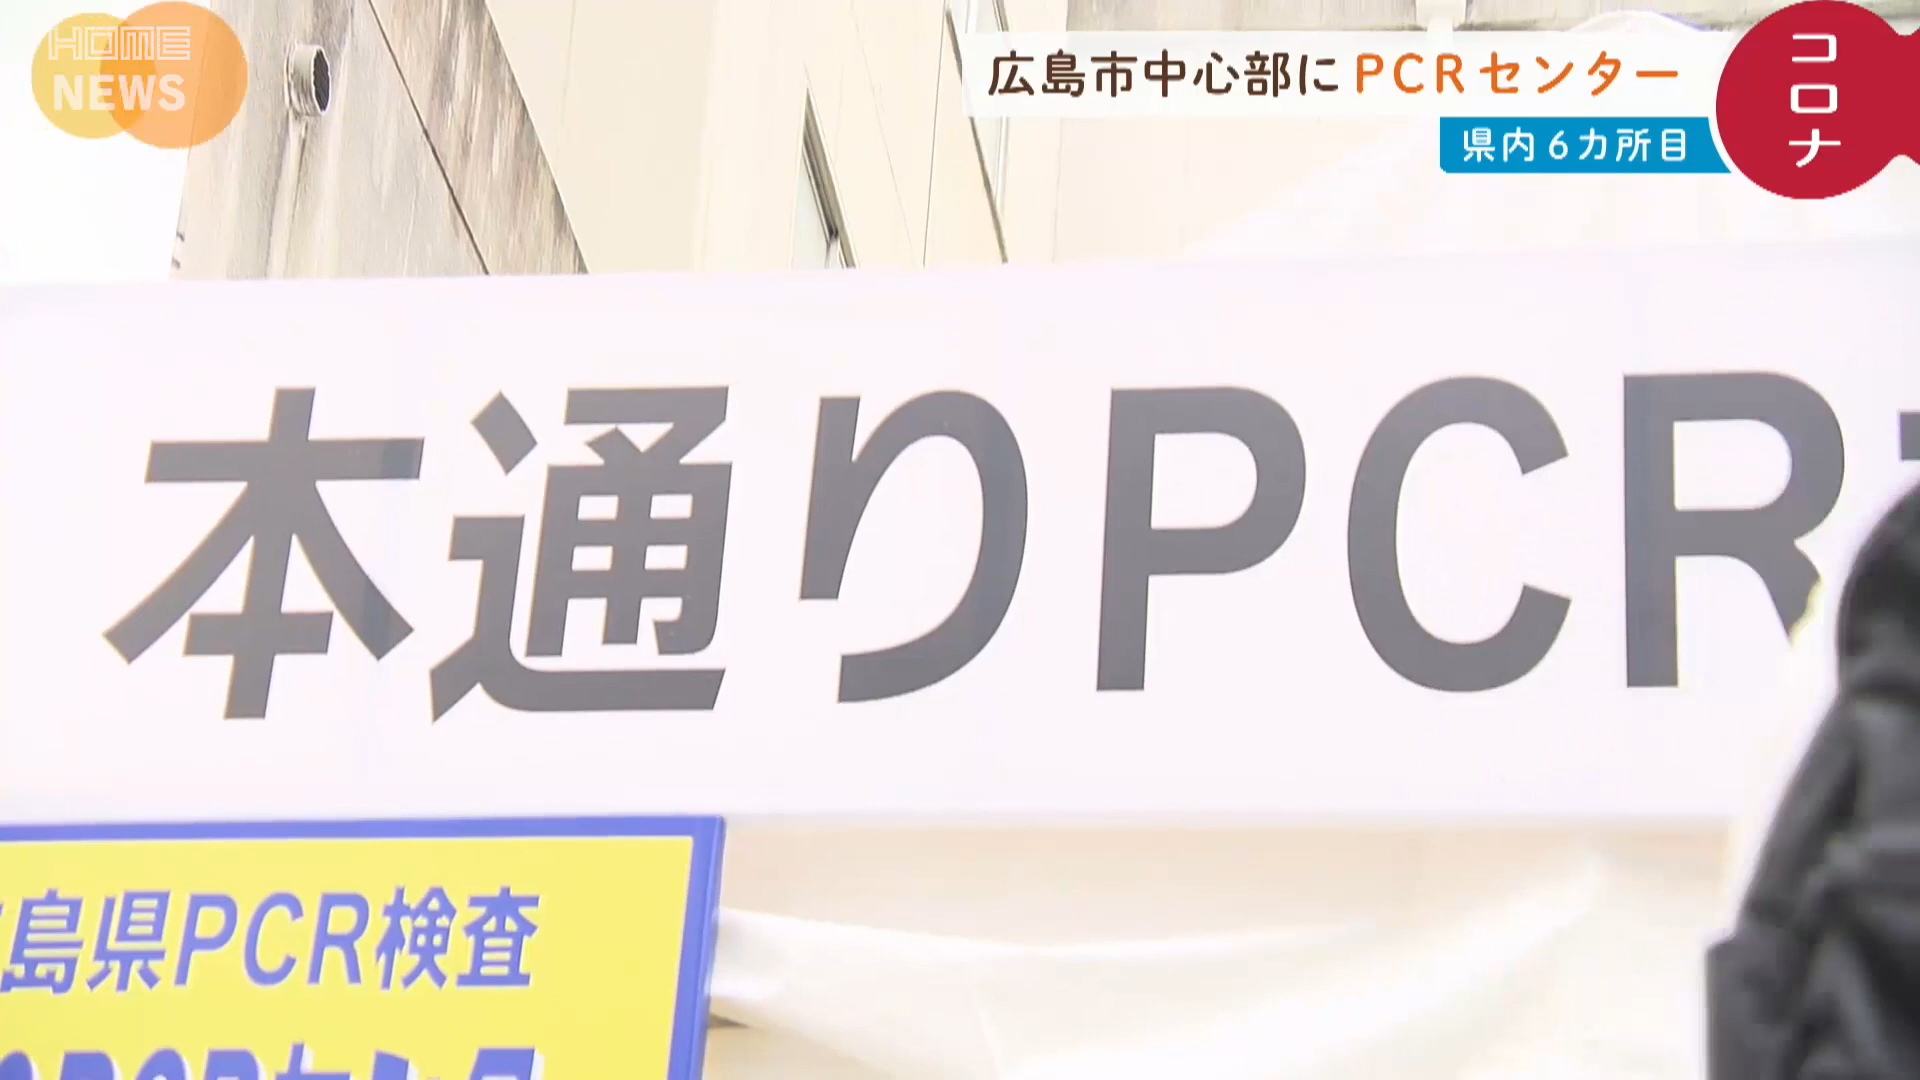 HOME
NEWS
広島市中心部にPCRセンター
県内6カ所目
コロナ
本通りPCR
島県PCR検査